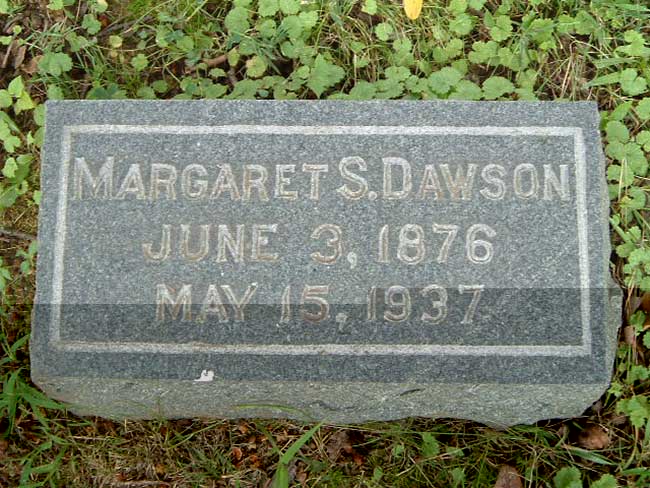 MARGARET S. DAWSON
JUNE 3, 1876
MAY 15, 1937